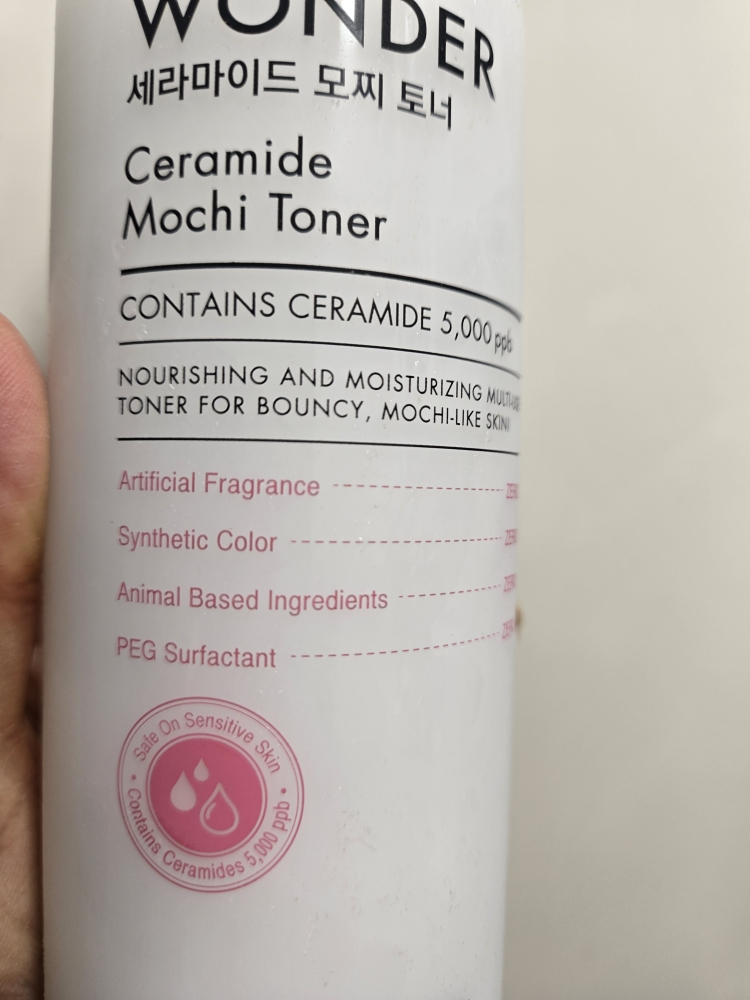 WONDER
세라마이드 모찌 토너
Ceramide
Mochi Toner
CONTAINS CERAMIDE 5,000 ppb
NOURISHING AND MOISTURIZING
TONER FOR BOUNCY, MOCHI-LIKE SKIN!
Artificial Fragrance
Synthetic Color
Animal Based Ingredients
PEG Surfactant
Safe On Sensitive Skin
Contains Ceramides 5,000 ppb